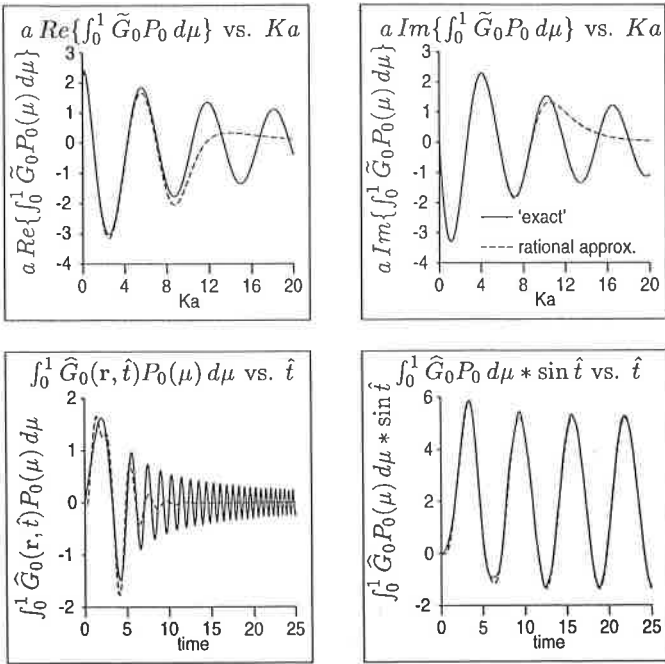 a Re{∫₀¹ G̃₀P₀ dμ} vs. Ka
a Re{∫₀¹ G̃₀P₀(μ) dμ}
3
2
1
0
-1
-2
-3
-4
0 4 8 12 16 20
Ka
a Im{∫₀¹ G̃₀P₀ dμ} vs. Ka
a Im{∫₀¹ G̃₀P₀(μ) dμ}
3
2
1
0
-1
-2
-3
-4
'exact'
rational approx.
0 4 8 12 16 20
Ka
∫₀¹ Ĝ₀(r, t̂)P₀(μ) dμ vs. t̂
∫₀¹ Ĝ₀(r, t̂)P₀(μ) dμ
2
1
0
-1
-2
0 5 10 15 20 25
time
∫₀¹ Ĝ₀P₀ dμ * sin t̂ vs. t̂
∫₀¹ Ĝ₀P₀(μ) dμ * sin t̂
6
4
2
0
-2
0 5 10 15 20 25
time